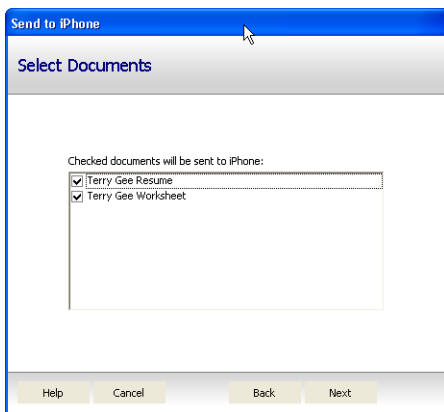 Send to iPhone
Select Documents
Checked documents will be sent to iPhone:
Terry Gee Resume
Terry Gee Worksheet
Help Cancel Back Next